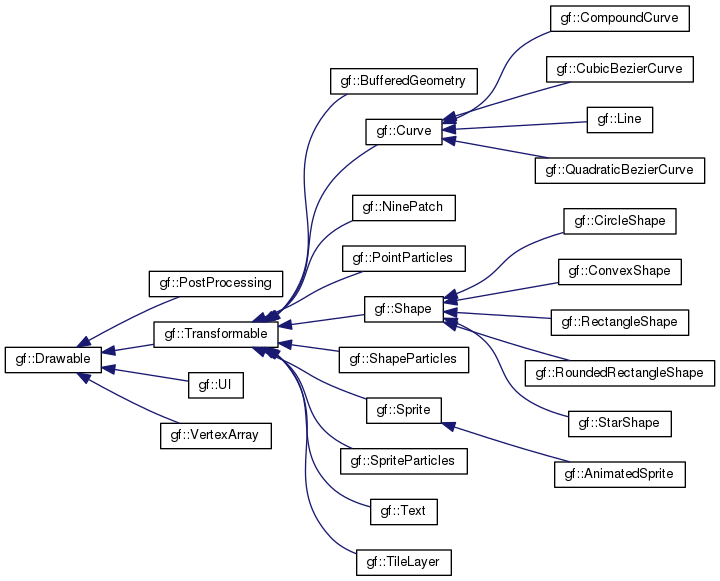 gf::CompoundCurve
gf::CubicBezierCurve
gf::BufferedGeometry
gf::Line
gf::Curve
gf::QuadraticBezierCurve
gf::NinePatch
gf::CircleShape
gf::PointParticles
gf::ConvexShape
gf::PostProcessing
gf::Shape
gf::RectangleShape
gf::Transformable
gf::Drawable
gf::ShapeParticles
gf::RoundedRectangleShape
gf::UI
gf::Sprite
gf::StarShape
gf::VertexArray
gf::SpriteParticles
gf::AnimatedSprite
gf::Text
gf::TileLayer